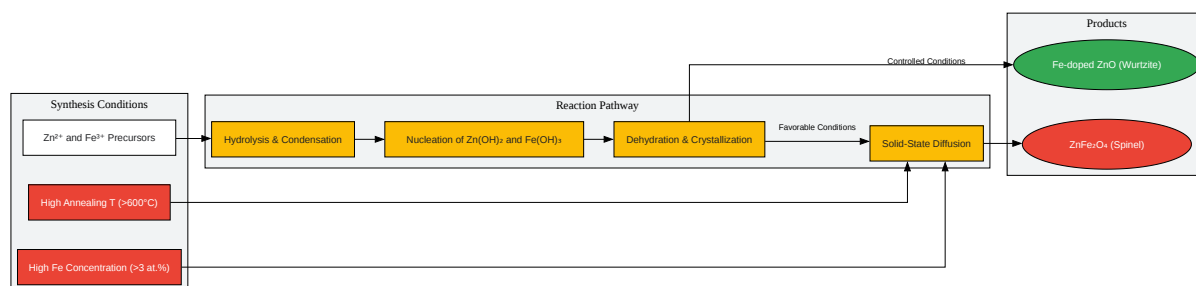 Products
Fe-doped ZnO (Wurtzite)
Controlled Conditions
Synthesis Conditions
Reaction Pathway
Zn²⁺ and Fe³⁺ Precursors
Hydrolysis & Condensation
Nucleation of Zn(OH)₂ and Fe(OH)₃
Dehydration & Crystallization
Favorable Conditions
Solid-State Diffusion
ZnFe₂O₄ (Spinel)
High Annealing T (>600°C)
High Fe Concentration (>3 at.%)